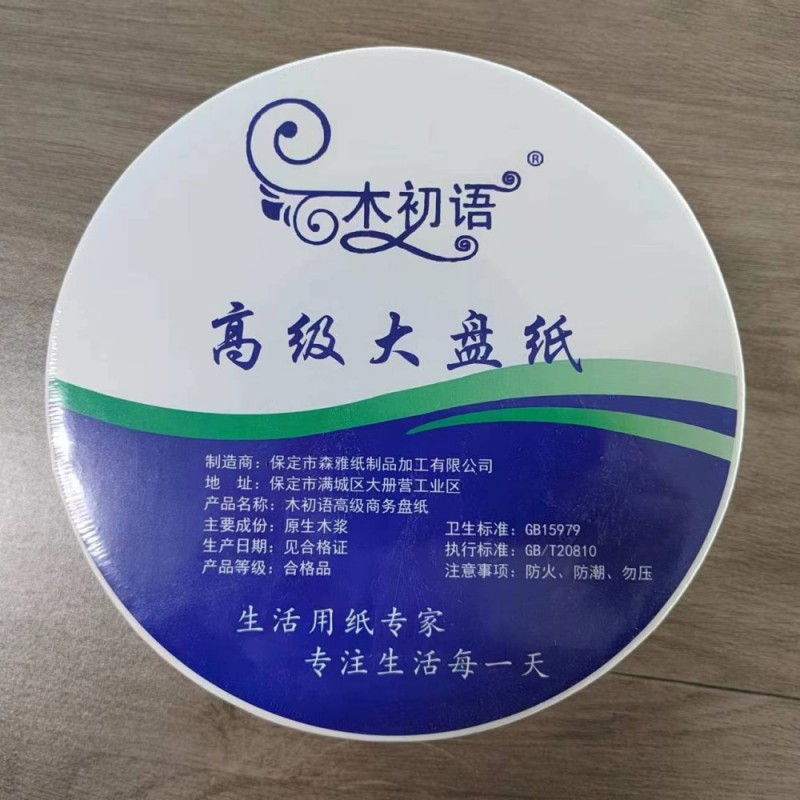 木初语®
高级大盘纸
制造商：保定市森雅纸制品加工有限公司
地 址：保定市满城区大册营工业区
产品名称：木初语高级商务盘纸
主要成份：原生木浆 卫生标准：GB15979
生产日期：见合格证 执行标准：GB/T20810
产品等级：合格品 注意事项：防火、防潮、勿压
生活用纸专家
专注生活每一天